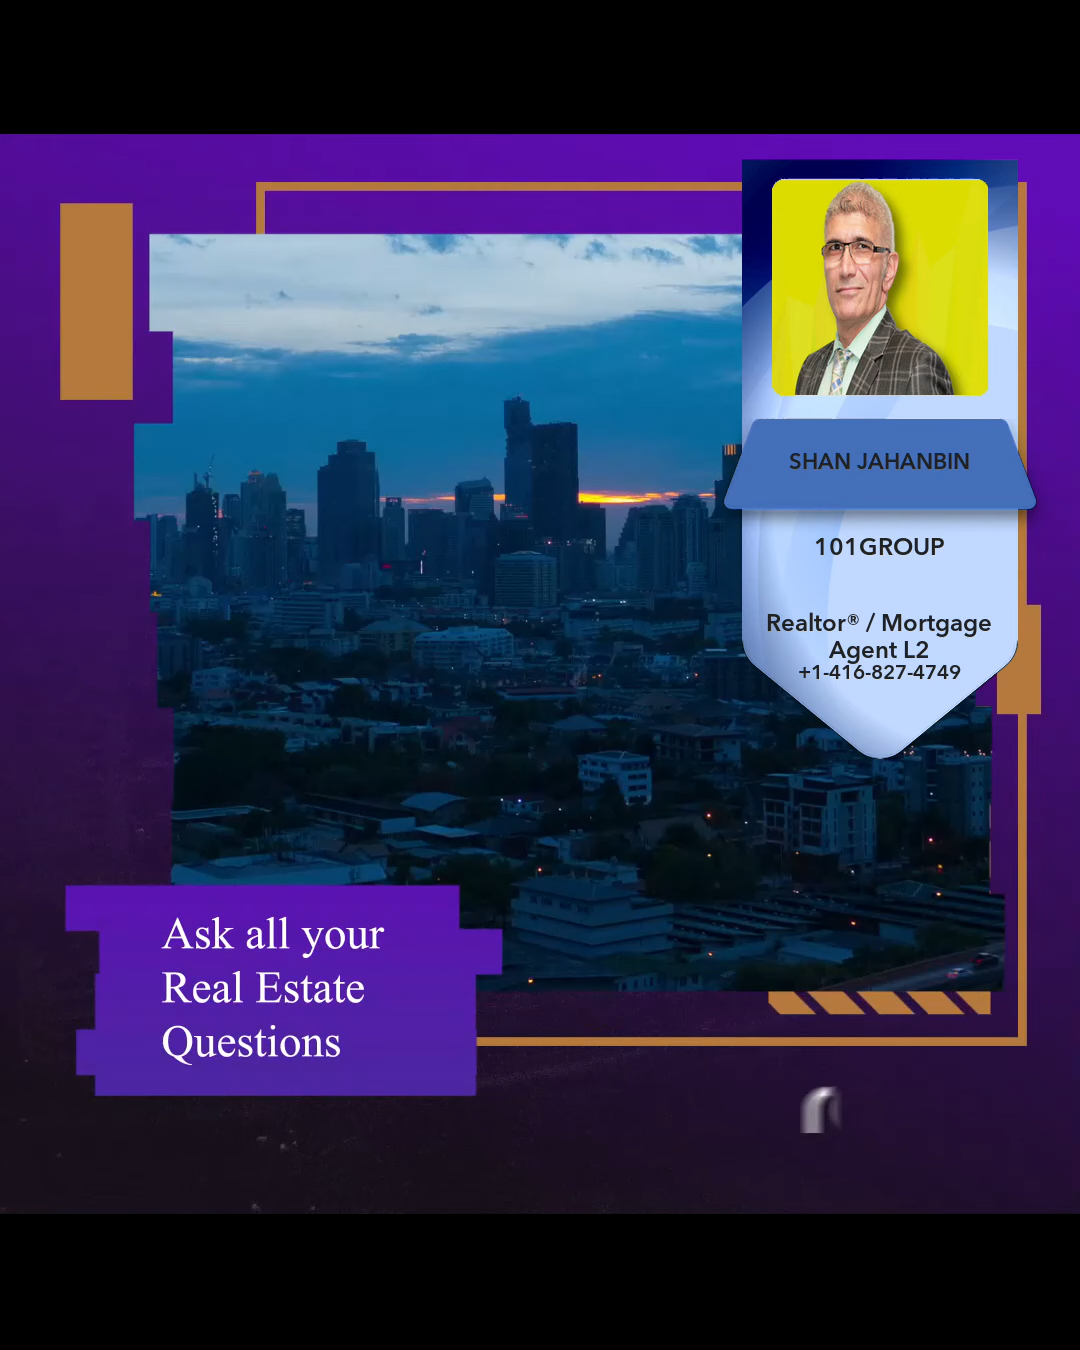 SHAN JAHANBIN
101GROUP
Realtor® / Mortgage
Agent L2
+1-416-827-4749
Ask all your
Real Estate
Questions